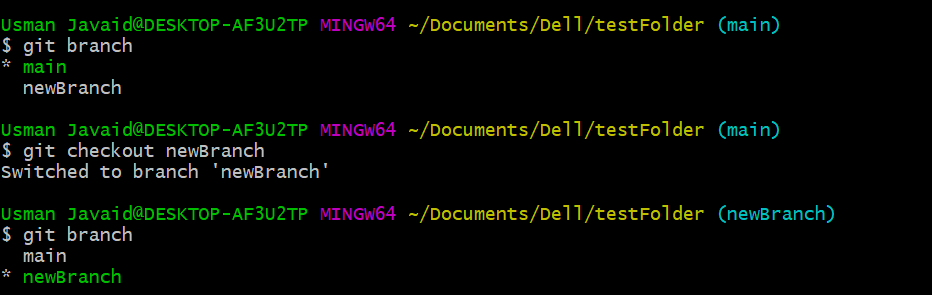 Usman Javaid@DESKTOP-AF3U2TP MINGW64 ~/Documents/Dell/testFolder (main)
$ git branch
* main
  newBranch
Usman Javaid@DESKTOP-AF3U2TP MINGW64 ~/Documents/Dell/testFolder (main)
$ git checkout newBranch
Switched to branch 'newBranch'
Usman Javaid@DESKTOP-AF3U2TP MINGW64 ~/Documents/Dell/testFolder (newBranch)
$ git branch
  main
* newBranch